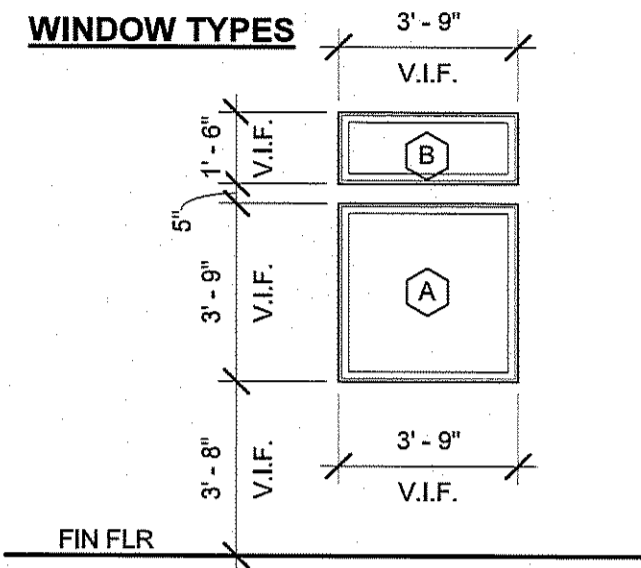 WINDOW TYPES
3' - 9"
V.I.F.
1' - 6"
V.I.F.
B
5"
3' - 9"
V.I.F.
A
3' - 8"
V.I.F.
3' - 9"
V.I.F.
FIN FLR